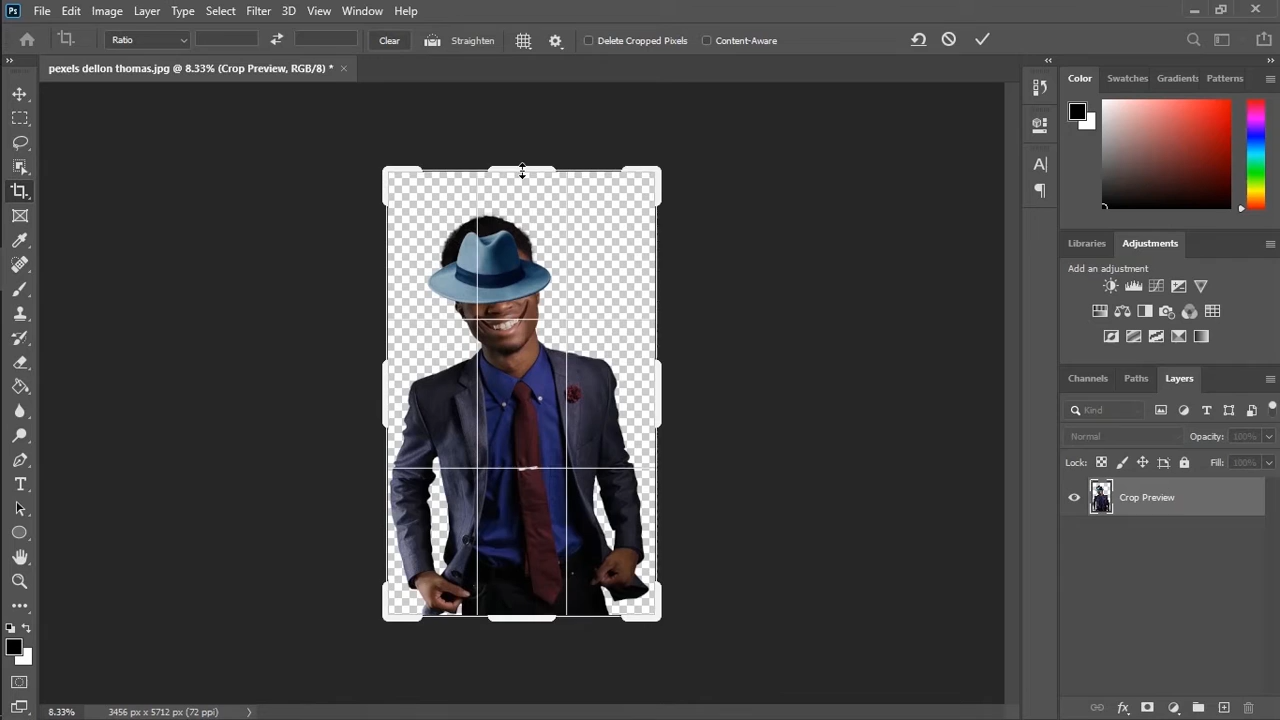 Ps File Edit Image Layer Type Select Filter 3D View Window Help
Ratio Clear Straighten Delete Cropped Pixels Content-Aware
pexels dellon thomas.jpg @ 8.33% (Crop Preview, RGB/8) * ×
Color Swatches Gradients Patterns
Libraries Adjustments
Add an adjustment
Channels Paths Layers
Kind
Normal Opacity: 100%
Lock: Fill: 100%
Crop Preview
8.33% 3456 px x 5712 px (72 ppi)